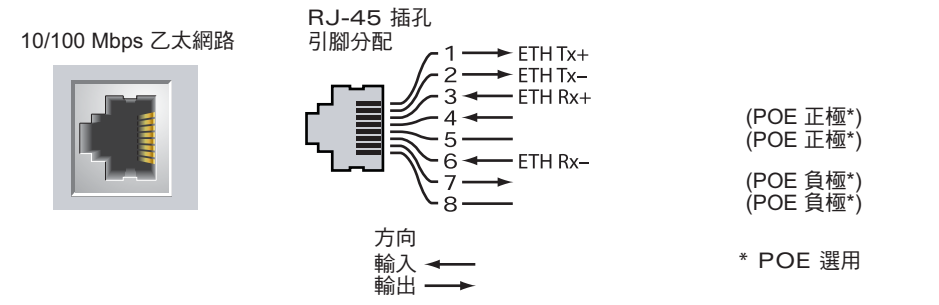 10/100 Mbps 乙太網路
RJ-45 插孔
引腳分配
1 ETH Tx+
2 ETH Tx–
3 ETH Rx+
4 (POE 正極*)
5 (POE 正極*)
6 ETH Rx–
7 (POE 負極*)
8 (POE 負極*)
方向
輸入
輸出
* POE 選用